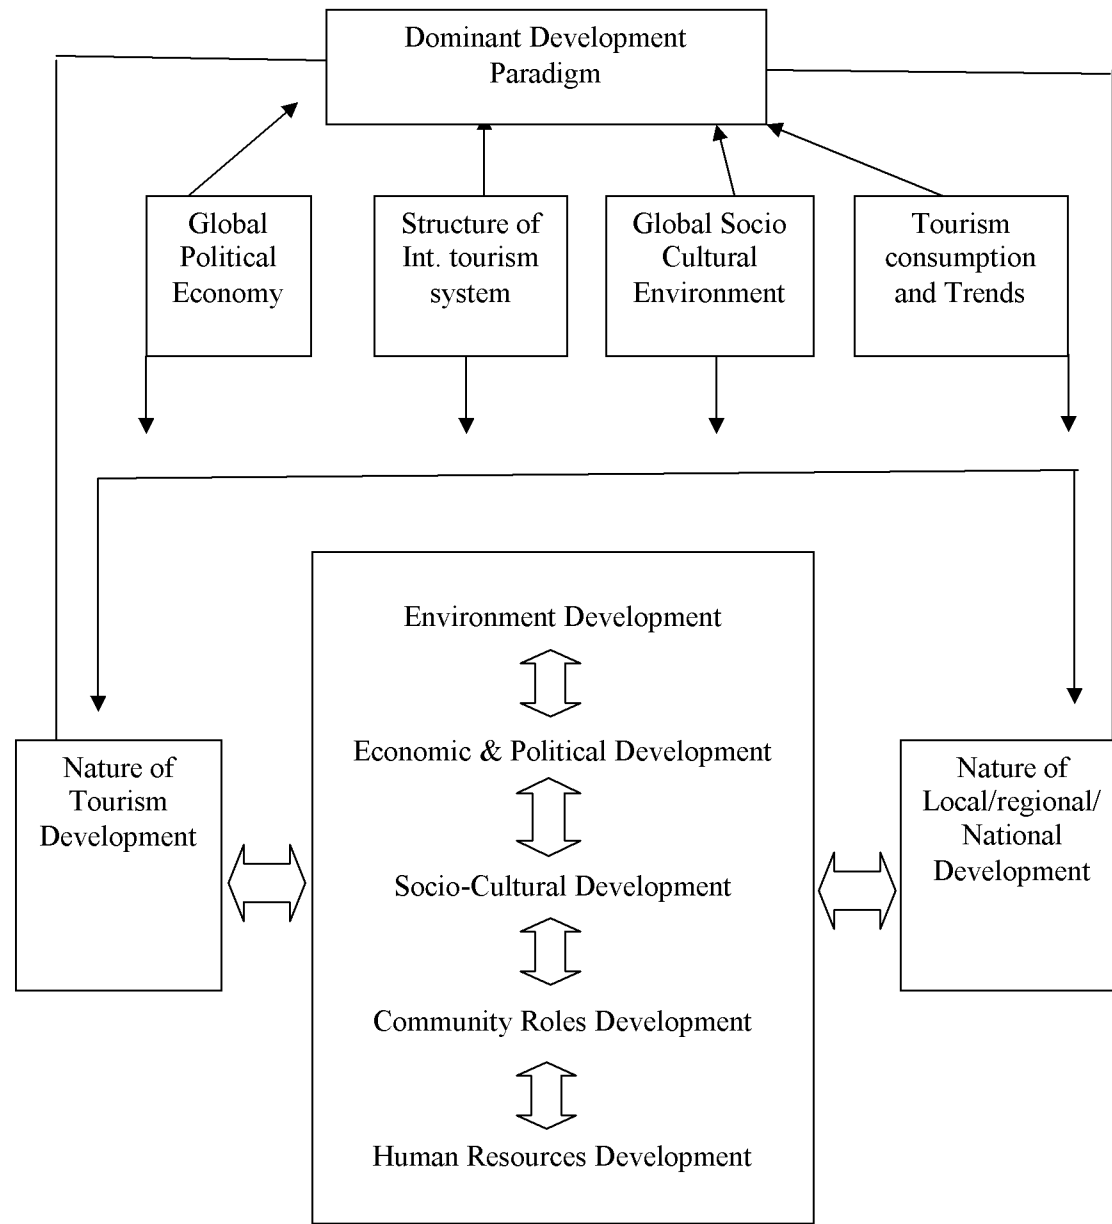 Dominant Development
Paradigm
Global
Political
Economy
Structure of
Int. tourism
system
Global Socio
Cultural
Environment
Tourism
consumption
and Trends
Environment Development
Economic & Political Development
Socio-Cultural Development
Community Roles Development
Human Resources Development
Nature of
Tourism
Development
Nature of
Local/regional/
National
Development